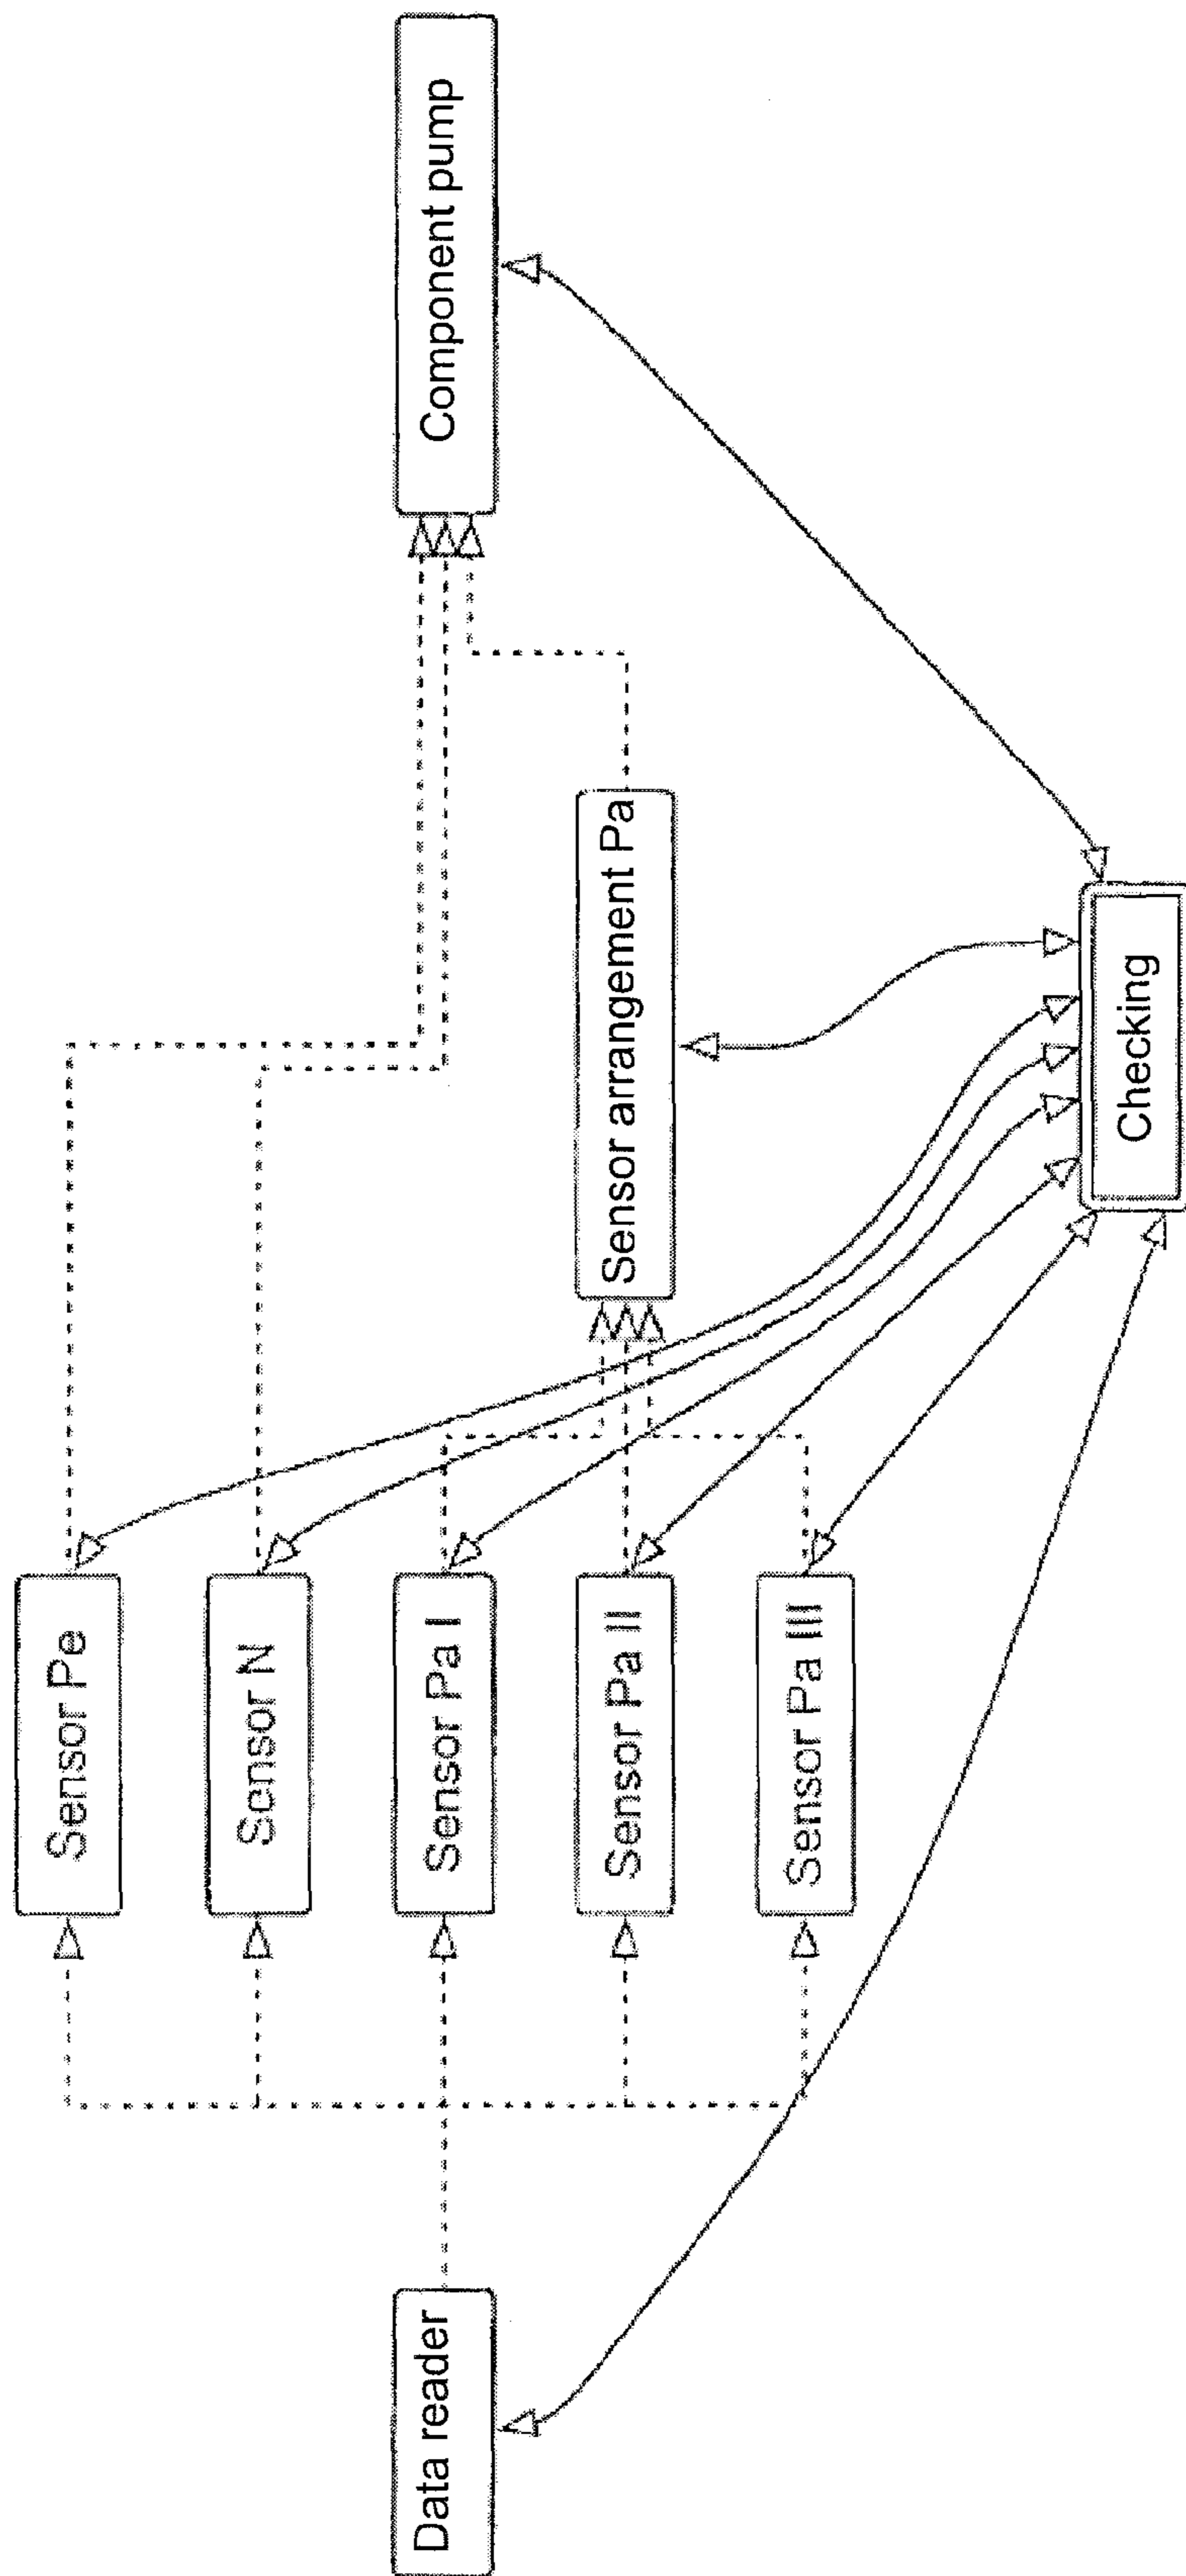 Data reader
Sensor Pe
Sensor N
Sensor Pa I
Sensor Pa II
Sensor Pa III
Sensor arrangement Pa
Component pump
Checking